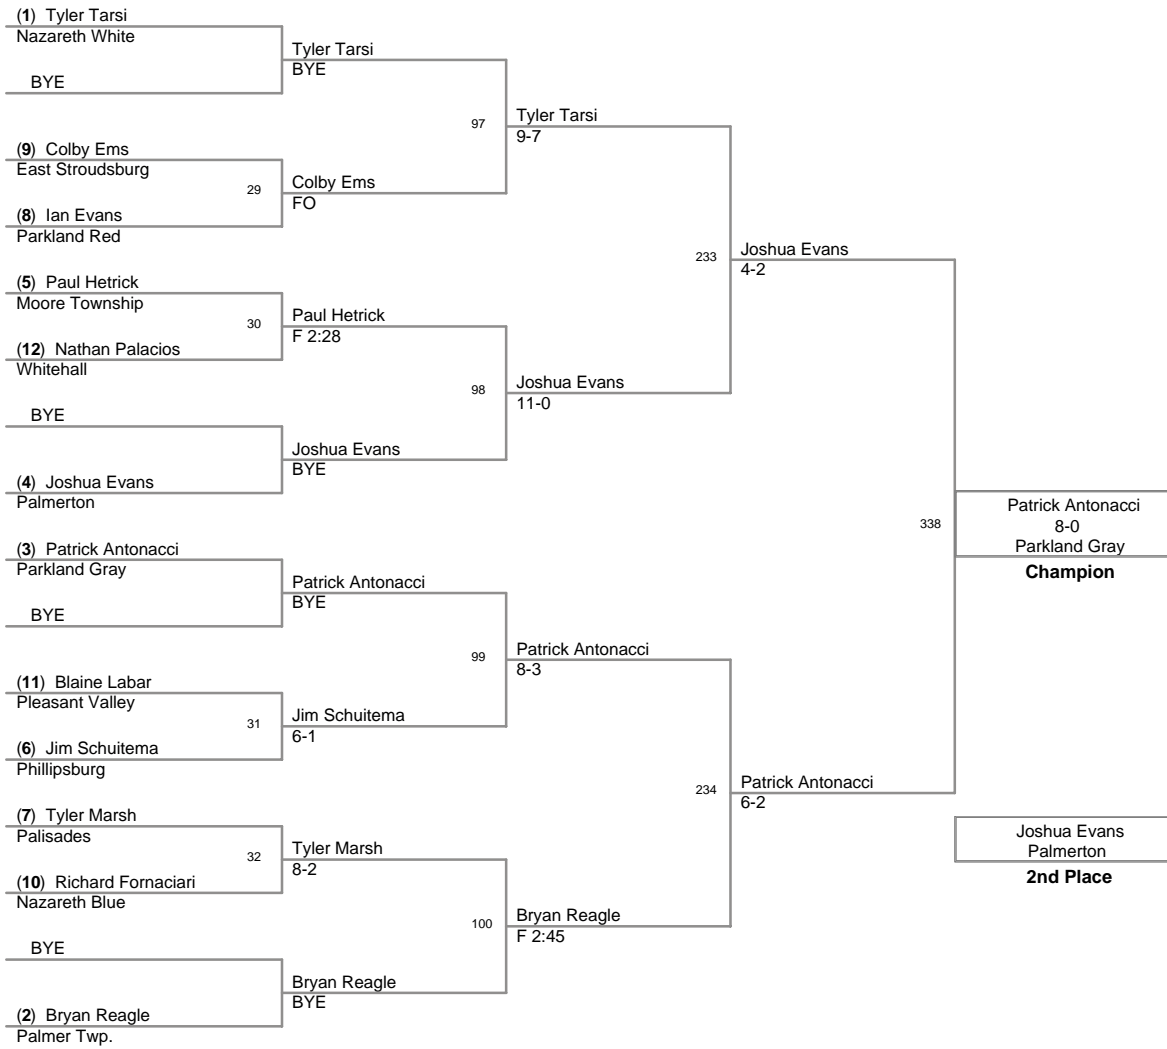 (1) Tyler Tarsi
Nazareth White
BYE
(9) Colby Ems
East Stroudsburg
(8) Ian Evans
Parkland Red
(5) Paul Hetrick
Moore Township
(12) Nathan Palacios
Whitehall
BYE
(4) Joshua Evans
Palmerton
(3) Patrick Antonacci
Parkland Gray
BYE
(11) Blaine Labar
Pleasant Valley
(6) Jim Schuitema
Phillipsburg
(7) Tyler Marsh
Palisades
(10) Richard Fornaciari
Nazareth Blue
BYE
(2) Bryan Reagle
Palmer Twp.
29
30
31
32
Tyler Tarsi
BYE
Colby Ems
FO
Paul Hetrick
F 2:28
Joshua Evans
BYE
Patrick Antonacci
BYE
Jim Schuitema
6-1
Tyler Marsh
8-2
Bryan Reagle
BYE
97
98
99
100
Tyler Tarsi
9-7
Joshua Evans
11-0
Patrick Antonacci
8-3
Bryan Reagle
F 2:45
233
234
Joshua Evans
4-2
Patrick Antonacci
6-2
338
Patrick Antonacci
8-0
Parkland Gray
Champion
Joshua Evans
Palmerton
2nd Place